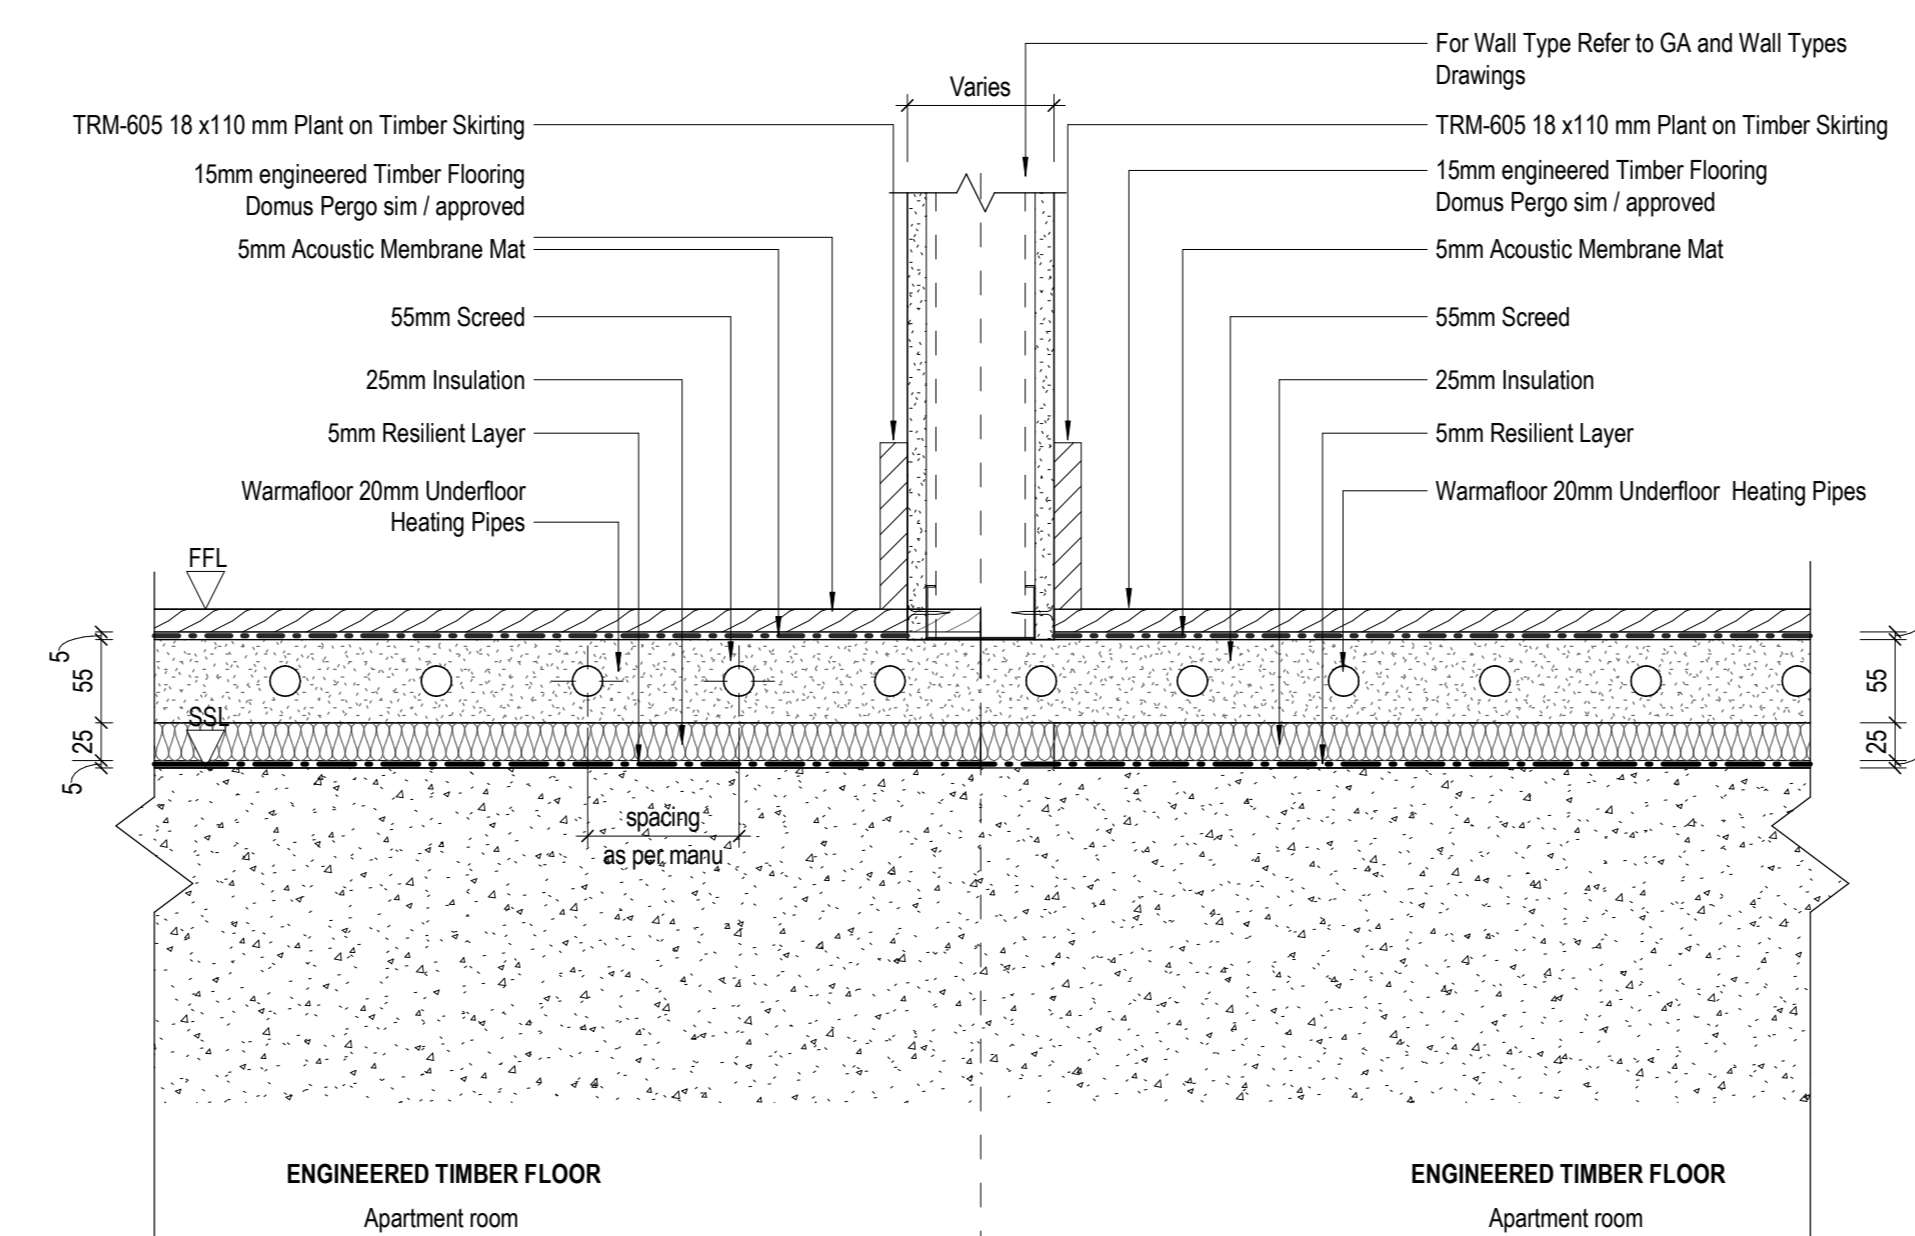 For Wall Type Refer to GA and Wall Types
Drawings
Varies
TRM-605 18 x110 mm Plant on Timber Skirting
15mm engineered Timber Flooring
Domus Pergo sim / approved
5mm Acoustic Membrane Mat
55mm Screed
25mm Insulation
5mm Resilient Layer
Warmafloor 20mm Underfloor
Heating Pipes
TRM-605 18 x110 mm Plant on Timber Skirting
15mm engineered Timber Flooring
Domus Pergo sim / approved
5mm Acoustic Membrane Mat
55mm Screed
25mm Insulation
5mm Resilient Layer
Warmafloor 20mm Underfloor Heating Pipes
FFL
5
55
SSL
25
5
55
25
spacing
as per manu
ENGINEERED TIMBER FLOOR
Apartment room
ENGINEERED TIMBER FLOOR
Apartment room